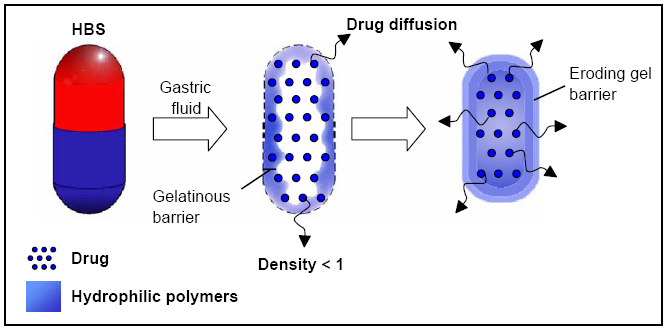 HBS
Drug diffusion
Gastric
fluid
Eroding gel
barrier
Gelatinous
barrier
Density < 1
Drug
Hydrophilic polymers